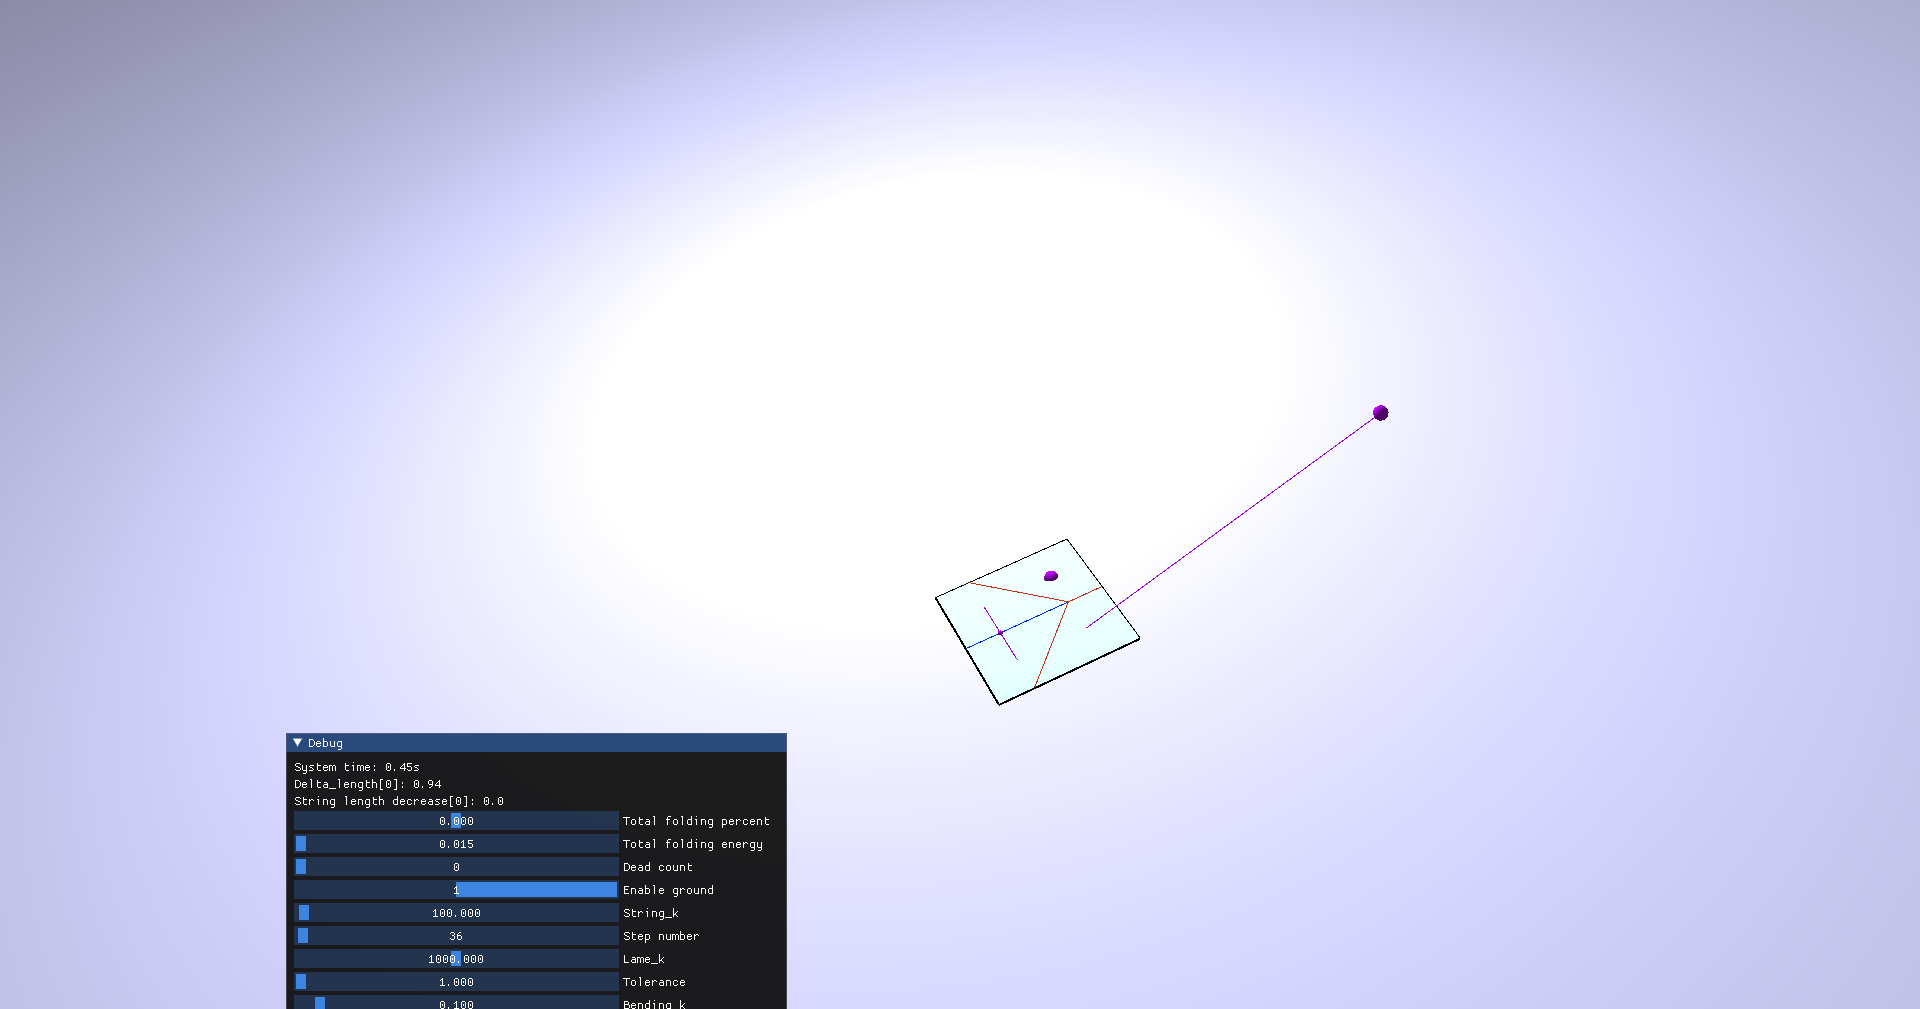 Debug
System time: 0.45s
Delta_length[0]: 0.94
String length decrease[0]: 0.0
0.000 Total folding percent
0.015 Total folding energy
0 Dead count
1 Enable ground
100.000 String_k
36 Step number
1000.000 Lame_k
1.000 Tolerance
0.100 Bending_k